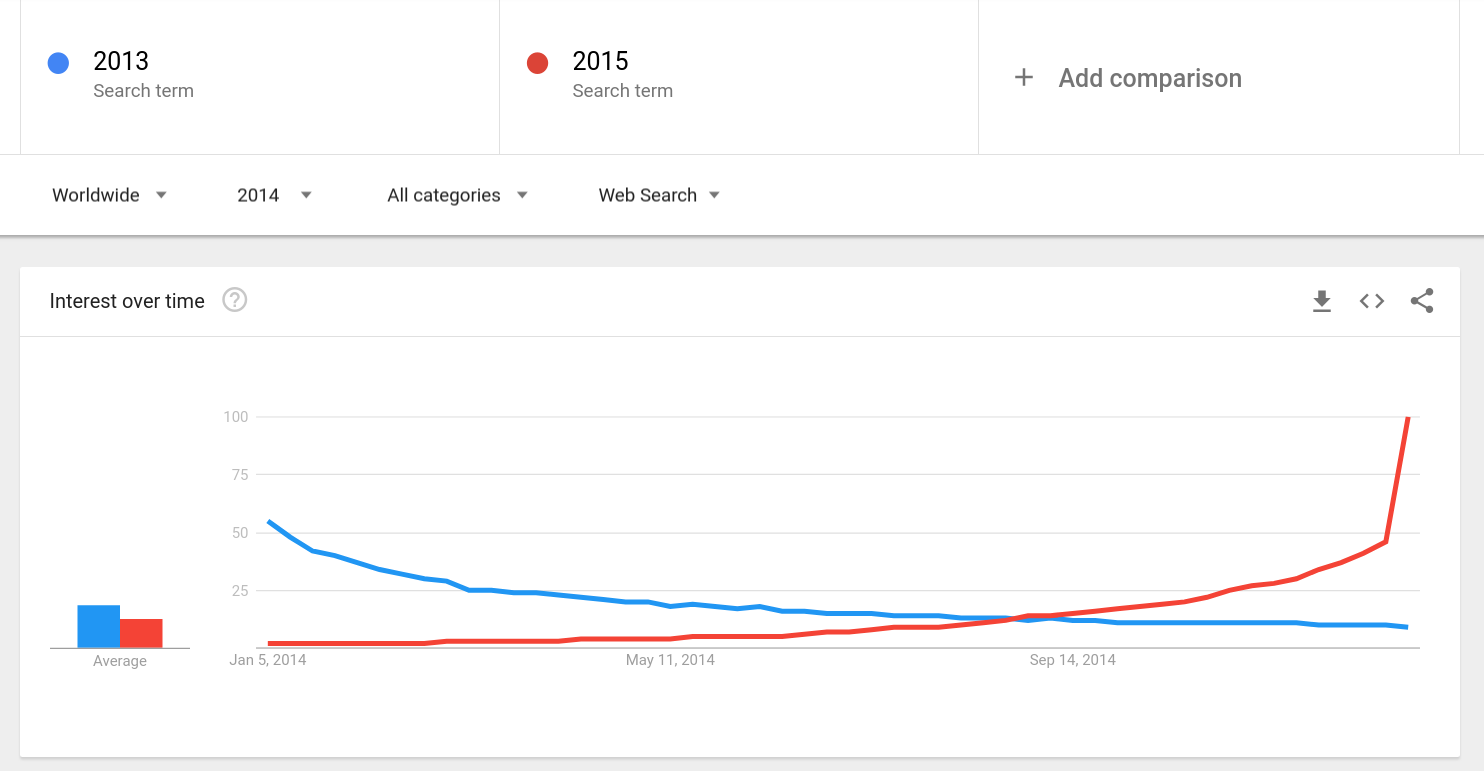 2013
Search term
2015
Search term
+ Add comparison
Worldwide
2014
All categories
Web Search
Interest over time ?
100
75
50
25
Average
Jan 5, 2014
May 11, 2014
Sep 14, 2014